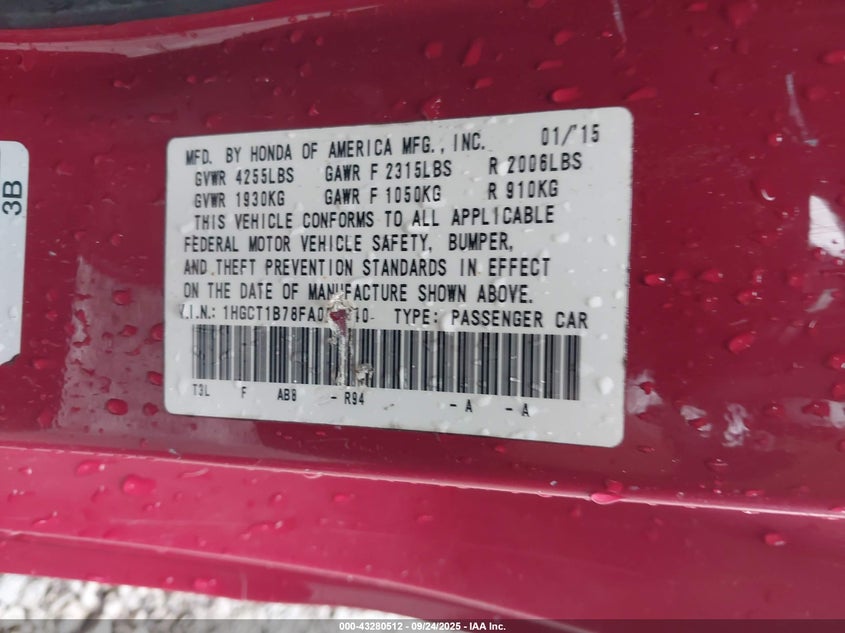 3B
MFD. BY HONDA OF AMERICA MFG., INC. 01/'15
GVWR 4255LBS GAWR F 2315LBS R 2006LBS
GVWR 1930KG GAWR F 1050KG R 910KG
THIS VEHICLE CONFORMS TO ALL APPLICABLE
FEDERAL MOTOR VEHICLE SAFETY, BUMPER,
AND THEFT PREVENTION STANDARDS IN EFFECT
ON THE DATE OF MANUFACTURE SHOWN ABOVE.
V.I.N.: TYPE: PASSENGER CAR
T3L F AB8 - R94 - A - A
000-43280512 - 09/24/2025 - IAA Inc.